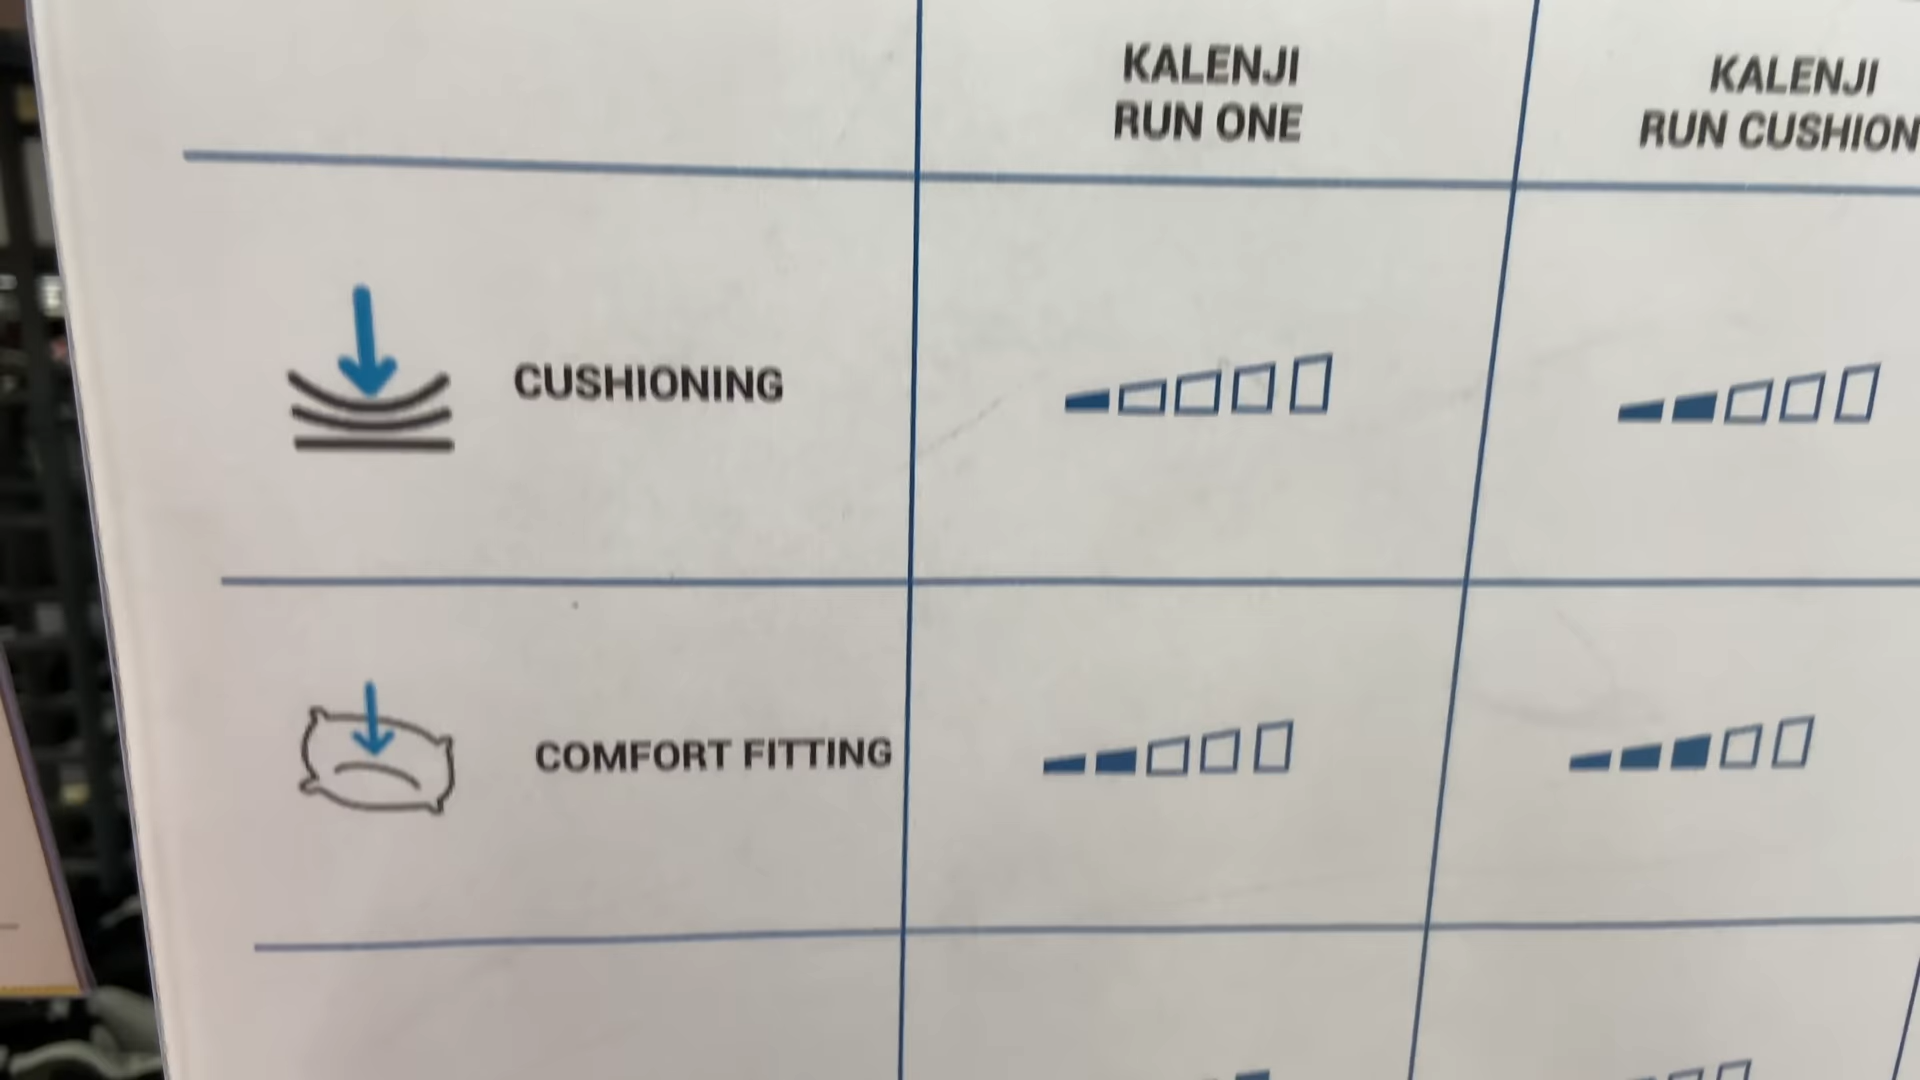 KALENJI
RUN ONE
KALENJI
RUN CUSHION
CUSHIONING
COMFORT FITTING